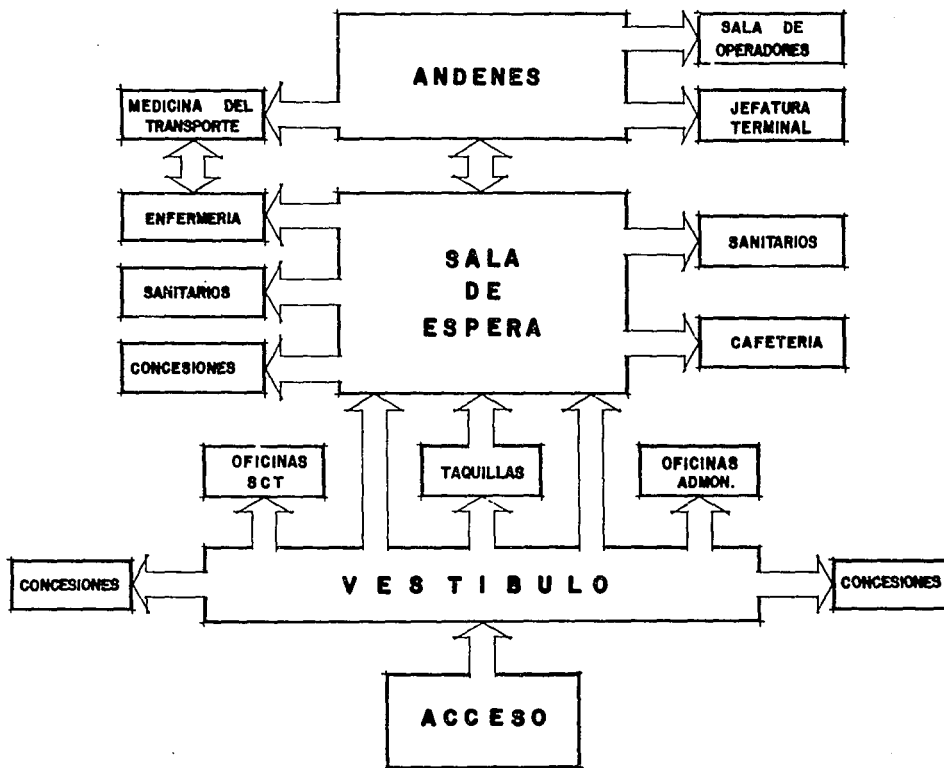 SALA DE
OPERADORES
ANDENES
MEDICINA DEL
TRANSPORTE
JEFATURA
TERMINAL
ENFERMERIA
SANITARIOS
SALA
DE
ESPERA
SANITARIOS
CONCESIONES
CAFETERIA
OFICINAS
SCT
TAQUILLAS
OFICINAS
ADMON.
CONCESIONES
VESTIBULO
CONCESIONES
ACCESO